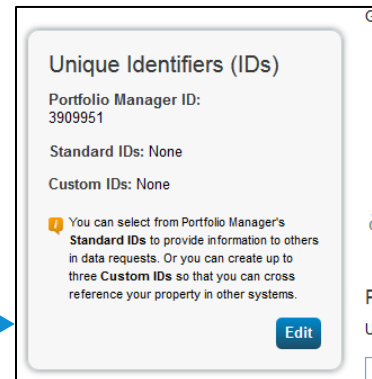 Unique Identifiers (IDs)
Portfolio Manager ID:
3909951
Standard IDs: None
Custom IDs: None
You can select from Portfolio Manager's
Standard IDs to provide information to others
in data requests. Or you can create up to
three Custom IDs so that you can cross
reference your property in other systems.
Edit